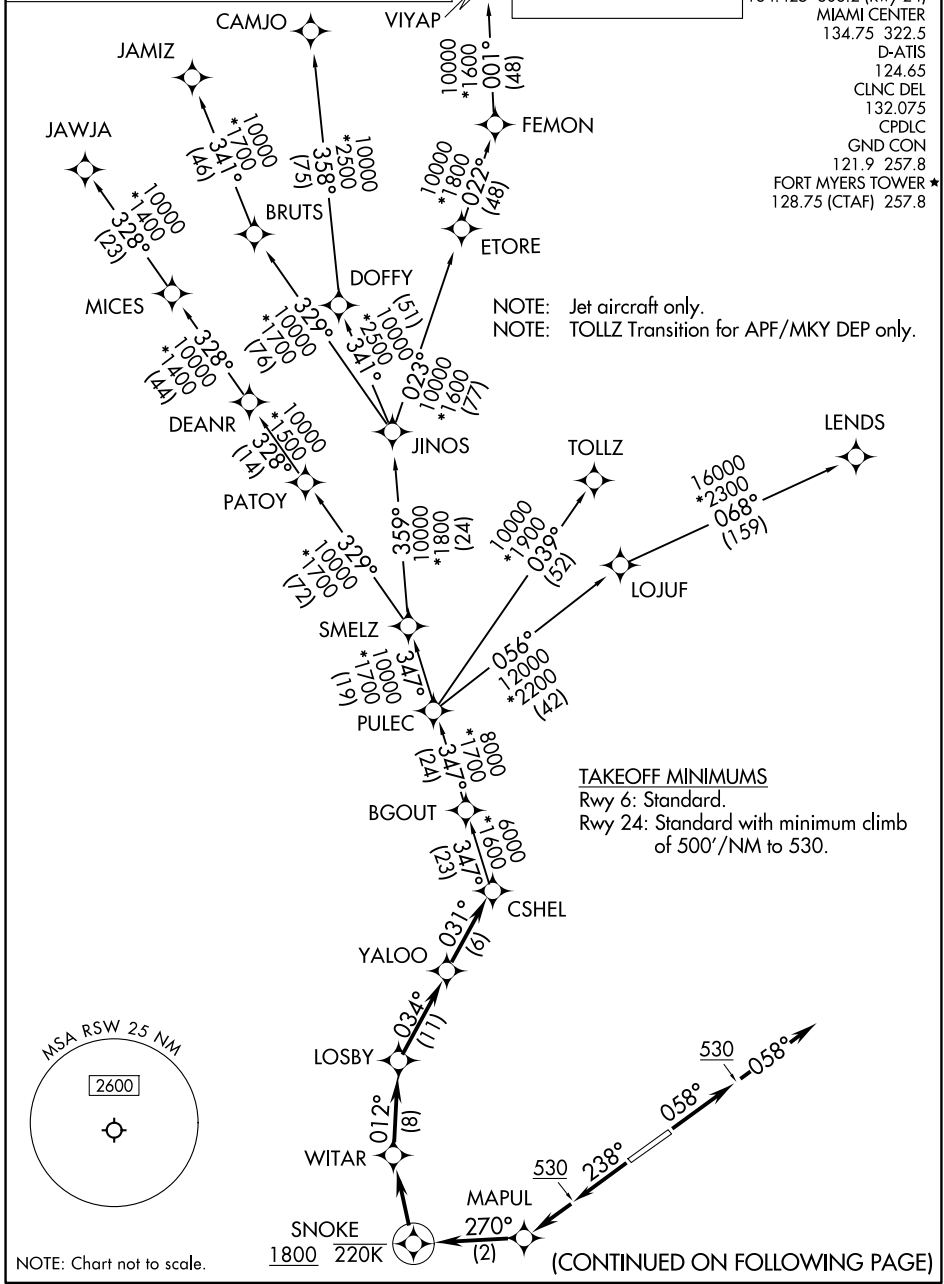 MIAMI CENTER
134.75 322.5
D-ATIS
124.65
CLNC DEL
132.075
CPDLC
GND CON
121.9 257.8
FORT MYERS TOWER ★
128.75 (CTAF) 257.8
VIYAP
10000
*1600
001°
(48)
CAMJO
JAMIZ
JAWJA
FEMON
10000
*1700
341°
(46)
10000
*2500
358°
(75)
10000
*1800
022°
(48)
10000
*1400
328°
(23)
BRUTS
ETORE
MICES
DOFFY
(51)
10000
*2500
341°
329°
10000
*1700
(76)
023°
10000
*1600
(77)
NOTE: Jet aircraft only.
NOTE: TOLLZ Transition for APF/MKY DEP only.
328°
10000
*1400
(44)
DEANR
10000
*1500
328°
(14)
JINOS
TOLLZ
LENDS
PATOY
16000
*2300
068°
(159)
359°
10000
*1800
(24)
10000
*1900
039°
(52)
329°
10000
*1700
(72)
LOJUF
SMELZ
347°
10000
*1700
(19)
056°
12000
*2200
(42)
PULEC
8000
*1700
347°
(24)
BGOUT
TAKEOFF MINIMUMS
Rwy 6: Standard.
Rwy 24: Standard with minimum climb
of 500'/NM to 530.
6000
*1600
347°
(23)
CSHEL
031°
(6)
YALOO
034°
(11)
LOSBY
MSA RSW 25 NM
2600
012°
(8)
WITAR
530
058°
058°
238°
530
MAPUL
270°
(2)
SNOKE
1800 220K
NOTE: Chart not to scale.
(CONTINUED ON FOLLOWING PAGE)